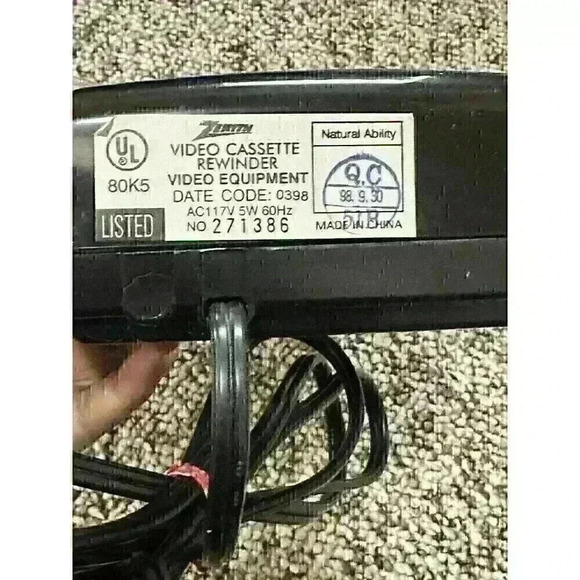 UL
80K5
LISTED
ZENITH
VIDEO CASSETTE
REWINDER
VIDEO EQUIPMENT
DATE CODE: 0398
AC117V 5W 60Hz
NO 271386
Natural Ability
Q.C
98. 9. 30
MADE IN CHINA